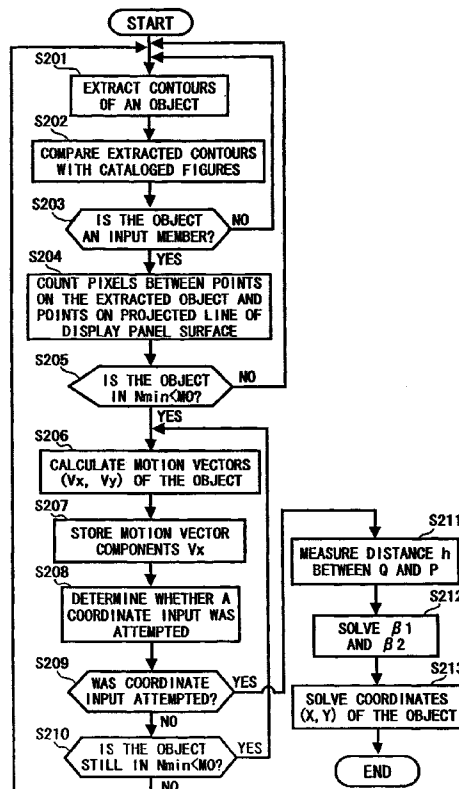 START
S201
EXTRACT CONTOURS
OF AN OBJECT
S202
COMPARE EXTRACTED CONTOURS
WITH CATALOGED FIGURES
S203
IS THE OBJECT
AN INPUT MEMBER?
NO
YES
S204
COUNT PIXELS BETWEEN POINTS
ON THE EXTRACTED OBJECT AND
POINTS ON PROJECTED LINE OF
DISPLAY PANEL SURFACE
S205
IS THE OBJECT
IN Nmin<M0?
NO
YES
S206
CALCULATE MOTION VECTORS
(Vx, Vy) OF THE OBJECT
S207
STORE MOTION VECTOR
COMPONENTS Vx
S208
DETERMINE WHETHER A
COORDINATE INPUT WAS
ATTEMPTED
S209
WAS COORDINATE
INPUT ATTEMPTED?
YES
NO
S210
IS THE OBJECT
STILL IN Nmin<M0?
YES
NO
S211
MEASURE DISTANCE h
BETWEEN Q AND P
S212
SOLVE β1
AND β2
S213
SOLVE COORDINATES
(X, Y) OF THE OBJECT
END